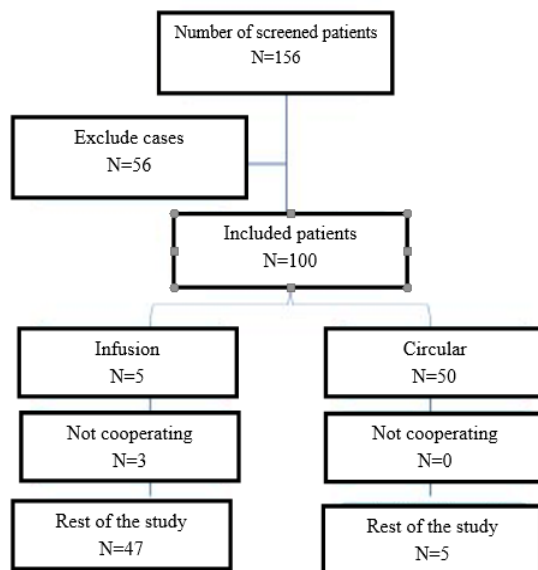 Number of screened patients
N=156
Exclude cases
N=56
Included patients
N=100
Infusion
N=5
Circular
N=50
Not cooperating
N=3
Not cooperating
N=0
Rest of the study
N=47
Rest of the study
N=5